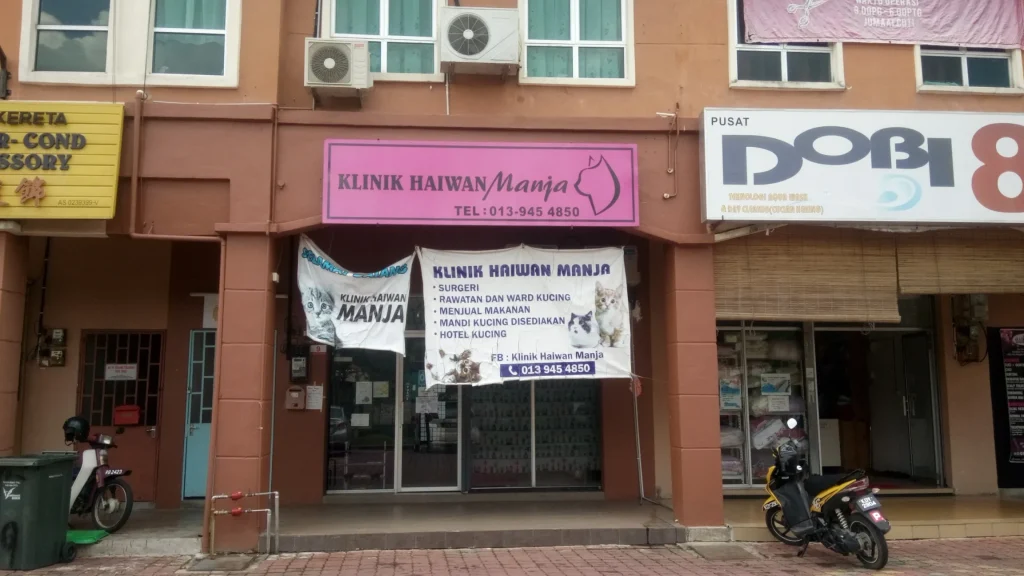 KERETA
R-COND
SSORY
KLINIK HAIWAN Manja
TEL : 013-945 4850
PUSAT
DOBI 8
KLINIK HAIWAN
MANJA
KLINIK HAIWAN MANJA
• SURGERI
• RAWATAN DAN WARD KUCING
• MENJUAL MAKANAN
• MANDI KUCING DISEDIAKAN
• HOTEL KUCING
FB : Klinik Haiwan Manja
013 945 4850